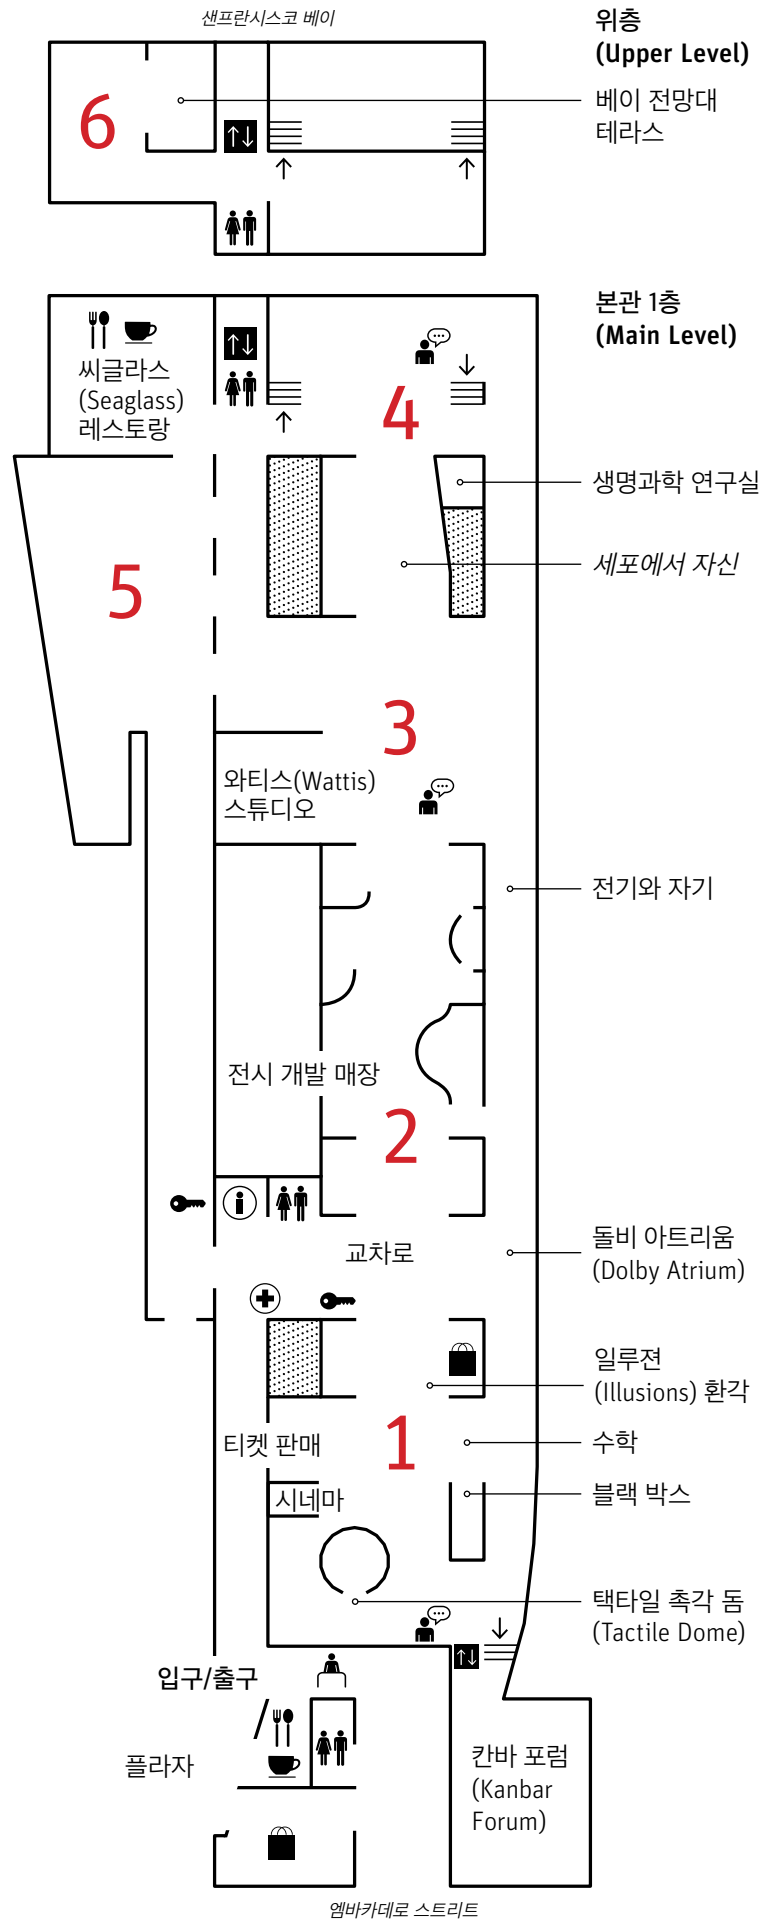 샌프란시스코 베이
위층
(Upper Level)
6
베이 전망대
테라스
본관 1층
(Main Level)
씨글라스
(Seaglass)
레스토랑
4
생명과학 연구실
세포에서 자신
5
3
와티스(Wattis)
스튜디오
전기와 자기
전시 개발 매장
2
교차로
돌비 아트리움
(Dolby Atrium)
일루젼
(Illusions) 환각
1
티켓 판매
수학
시네마
블랙 박스
택타일 촉각 돔
(Tactile Dome)
입구/출구
플라자
칸바 포럼
(Kanbar
Forum)
엠바카데로 스트리트